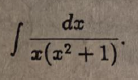 ∫ dx / x(x² + 1).